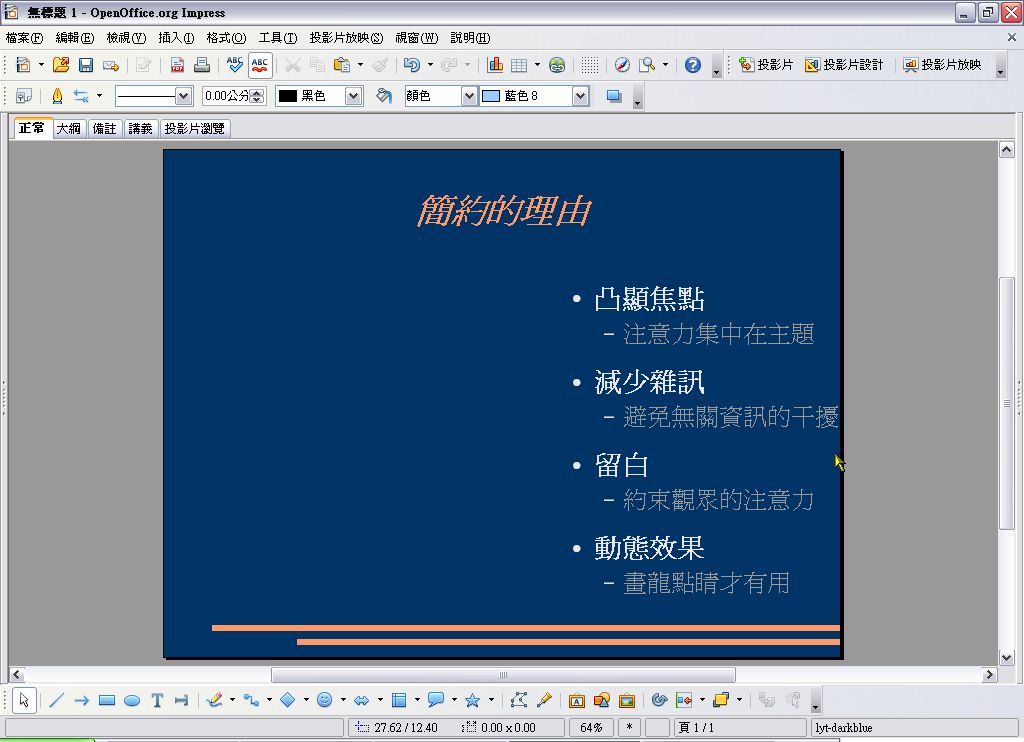 無標題 1 - OpenOffice.org Impress
檔案(F) 編輯(E) 檢視(V) 插入(I) 格式(O) 工具(T) 投影片放映(S) 視窗(W) 說明(H)
ABC ABC 投影片 投影片設計 投影片放映
0.00公分 黑色 顏色 藍色 8
正常 大綱 備註 講義 投影片瀏覽
簡約的理由
• 凸顯焦點
– 注意力集中在主題
• 減少雜訊
– 避免無關資訊的干擾
• 留白
– 約束觀眾的注意力
• 動態效果
– 畫龍點睛才有用
27.62 / 12.40 0.00 x 0.00 64% * 頁 1 / 1 lyt-darkblue